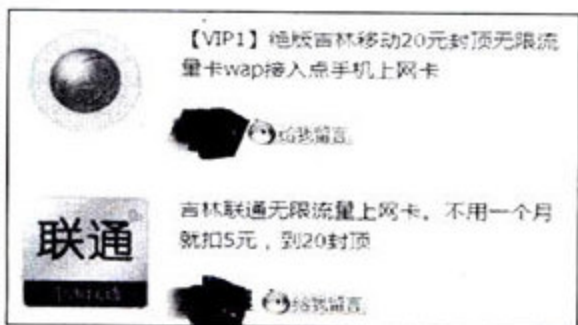 【VIP1】绝版吉林移动20元封顶无限流
量卡wap接入点手机上网卡
给我留言
吉林联通无限流量上网卡。不用一个月
就扣5元，到20封顶
联通
给我留言